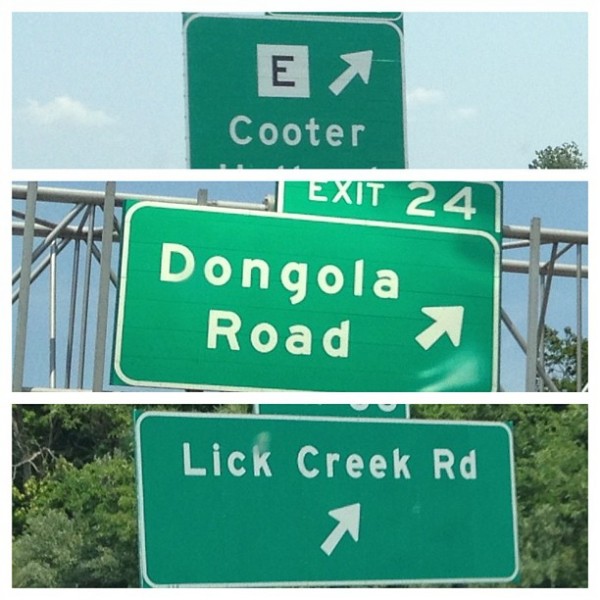 E
Cooter
EXIT 24
Dongola
Road
Lick Creek Rd